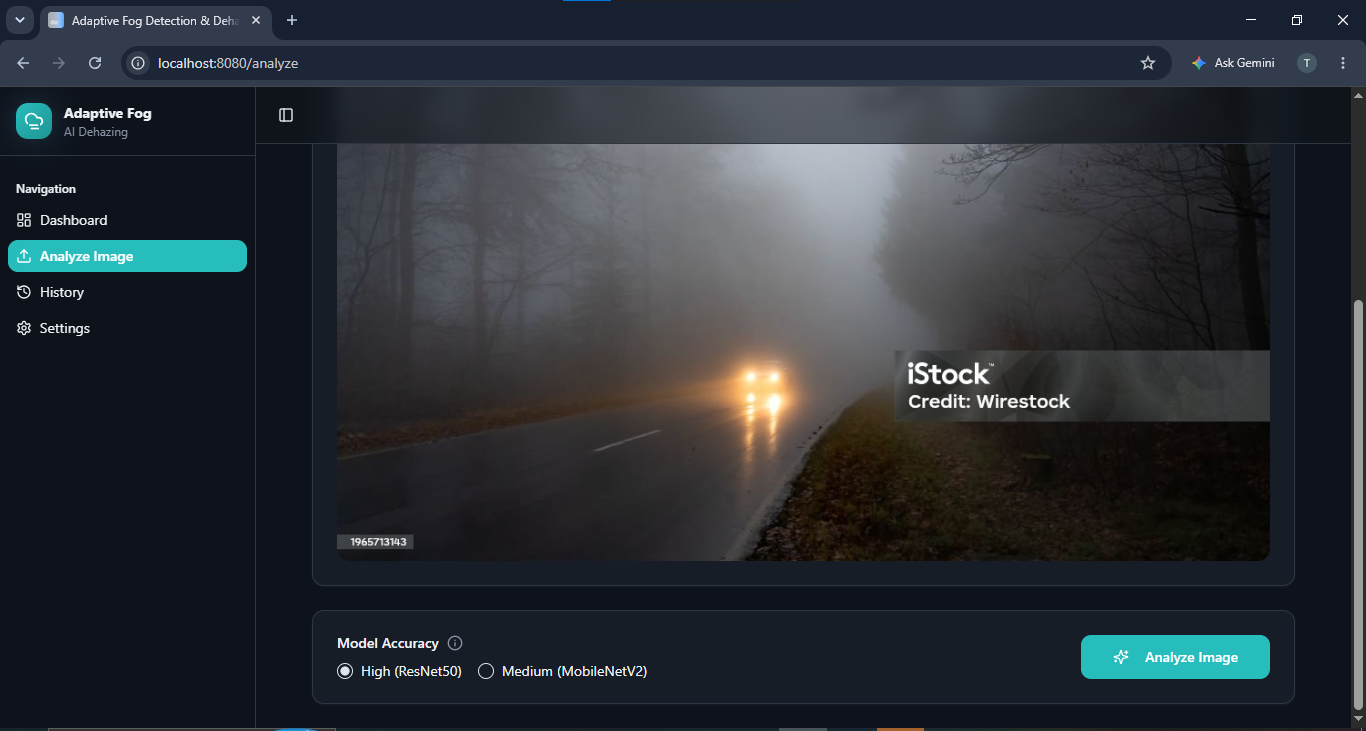 Adaptive Fog Detection & Deha
localhost:8080/analyze
Ask Gemini
T
Adaptive Fog
AI Dehazing
Navigation
Dashboard
Analyze Image
History
Settings
iStock™
Credit: Wirestock
1965713143
Model Accuracy
High (ResNet50)
Medium (MobileNetV2)
Analyze Image